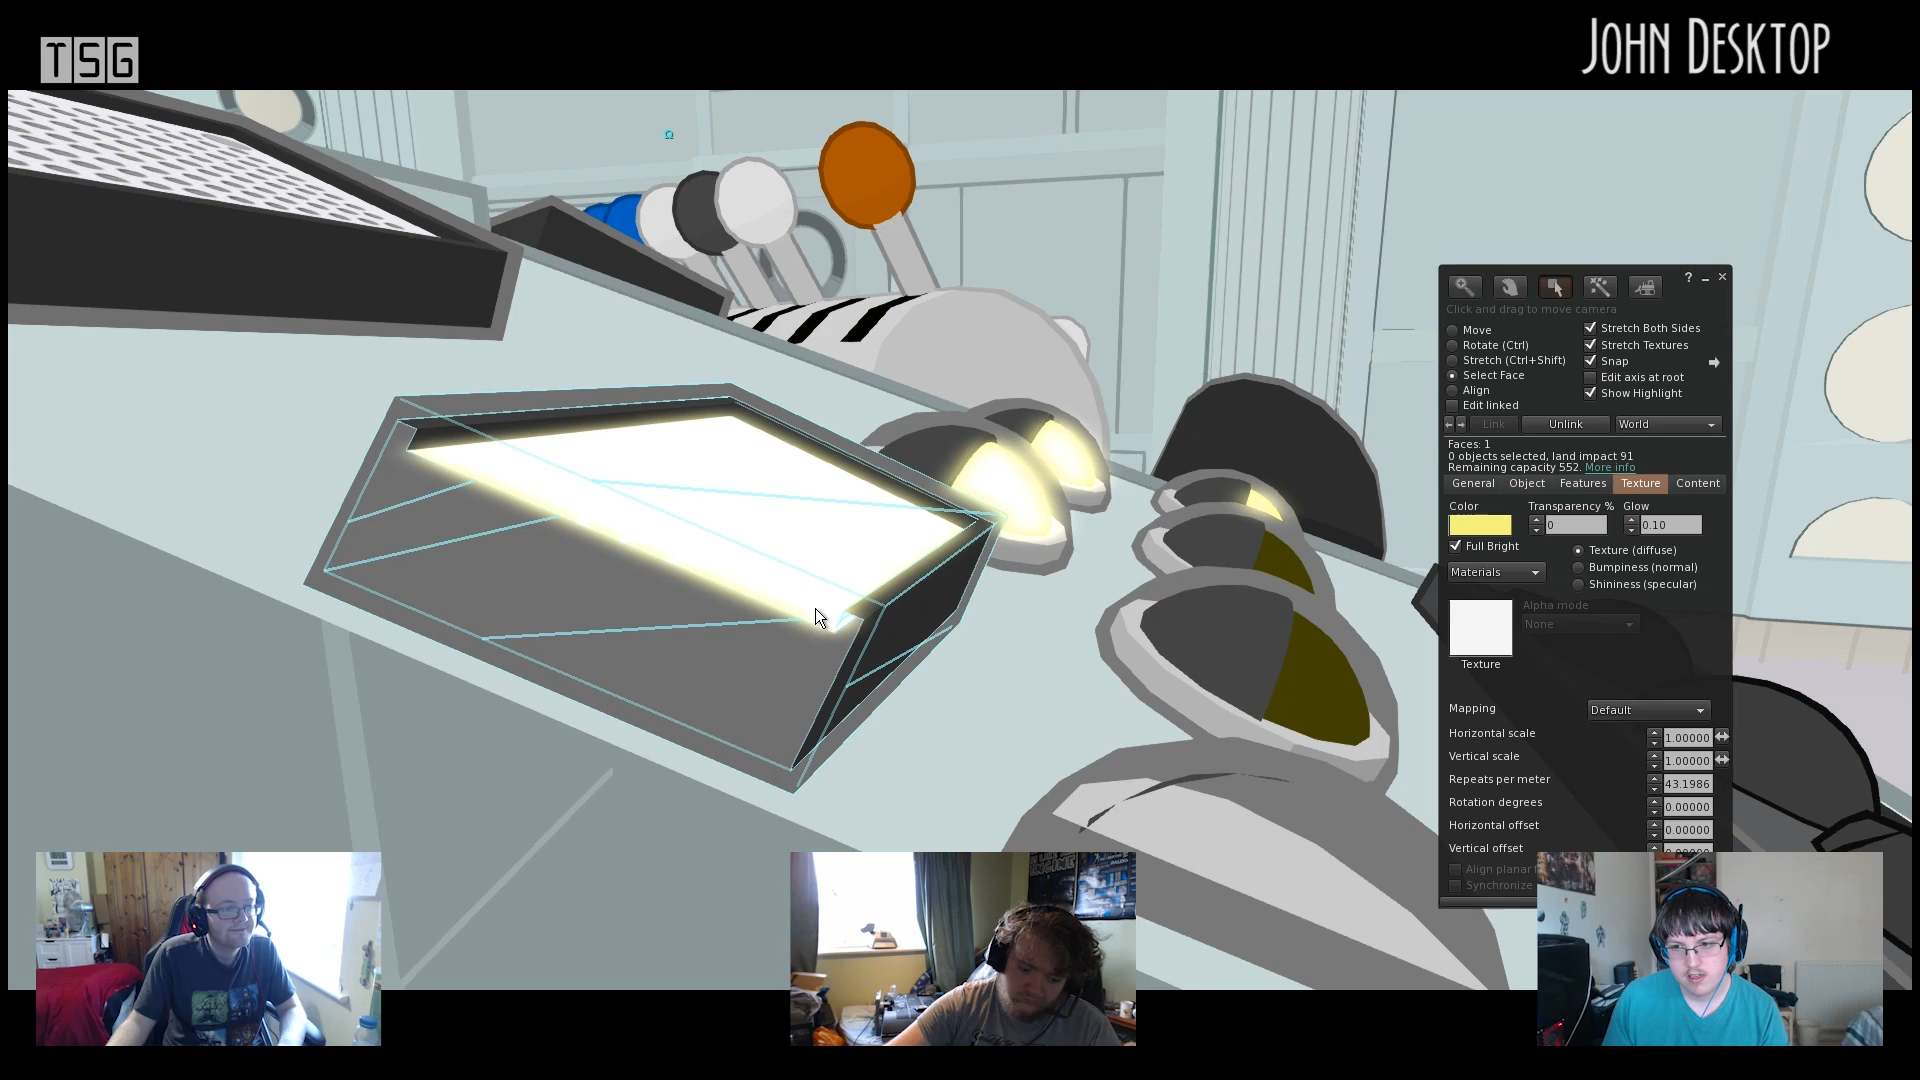 TSG
JOHN DESKTOP
Ω
? _ ×
Click and drag to move camera
Move
Rotate (Ctrl)
Stretch (Ctrl+Shift)
Select Face
Align
Edit linked
Stretch Both Sides
Stretch Textures
Snap
Edit axis at root
Show Highlight
Link
Unlink
World
Faces: 1
0 objects selected, land impact 91
Remaining capacity 552. More info
General Object Features Texture Content
Color Transparency % Glow
0 0.10
Full Bright
Materials
Texture (diffuse)
Bumpiness (normal)
Shininess (specular)
Alpha mode
None
Texture
Mapping Default
Horizontal scale 1.00000
Vertical scale 1.00000
Repeats per meter 43.1986
Rotation degrees 0.00000
Horizontal offset 0.00000
Vertical offset
Align planar
Synchronize